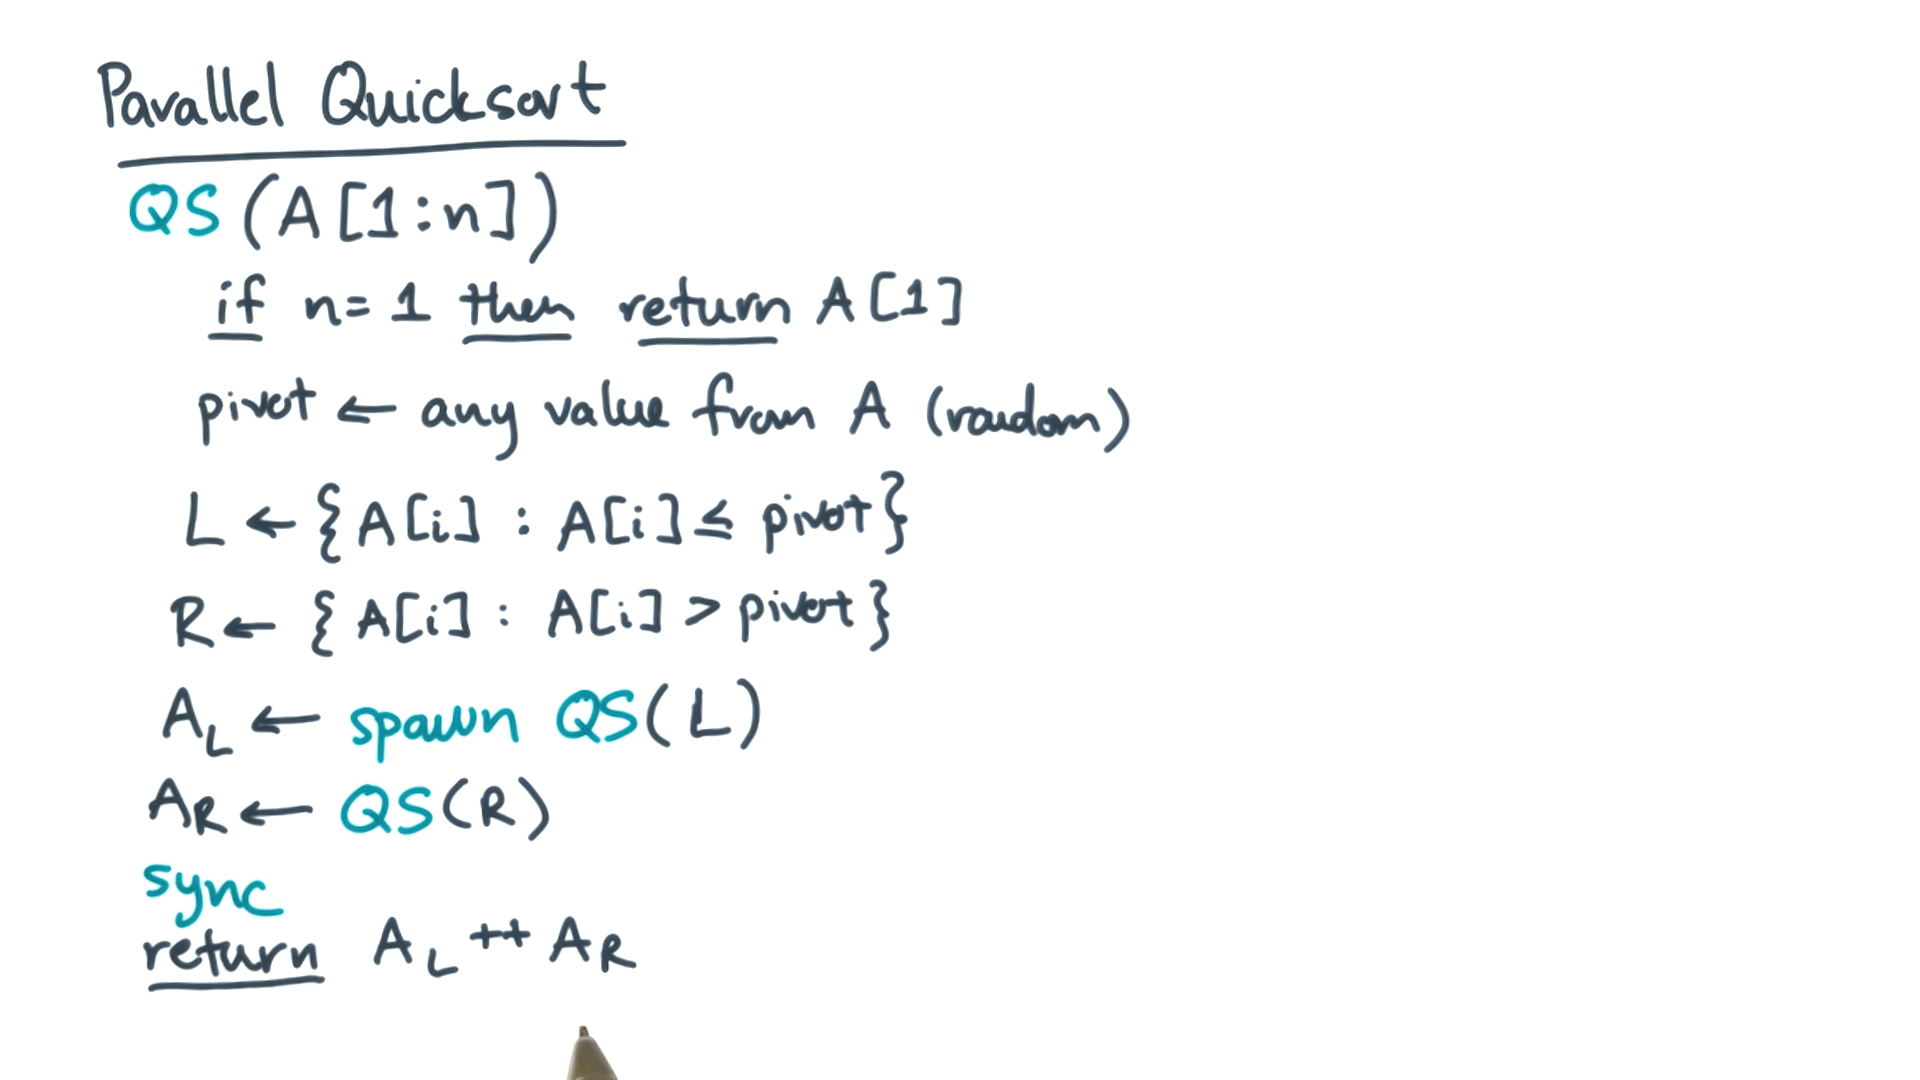 Parallel Quicksort
QS (A[1:n])
if n=1 then return A[1]
pivot ← any value from A (random)
L ← {A[i] : A[i] ≤ pivot}
R ← {A[i] : A[i] > pivot}
A_L ← spawn QS(L)
A_R ← QS(R)
sync
return A_L ++ A_R